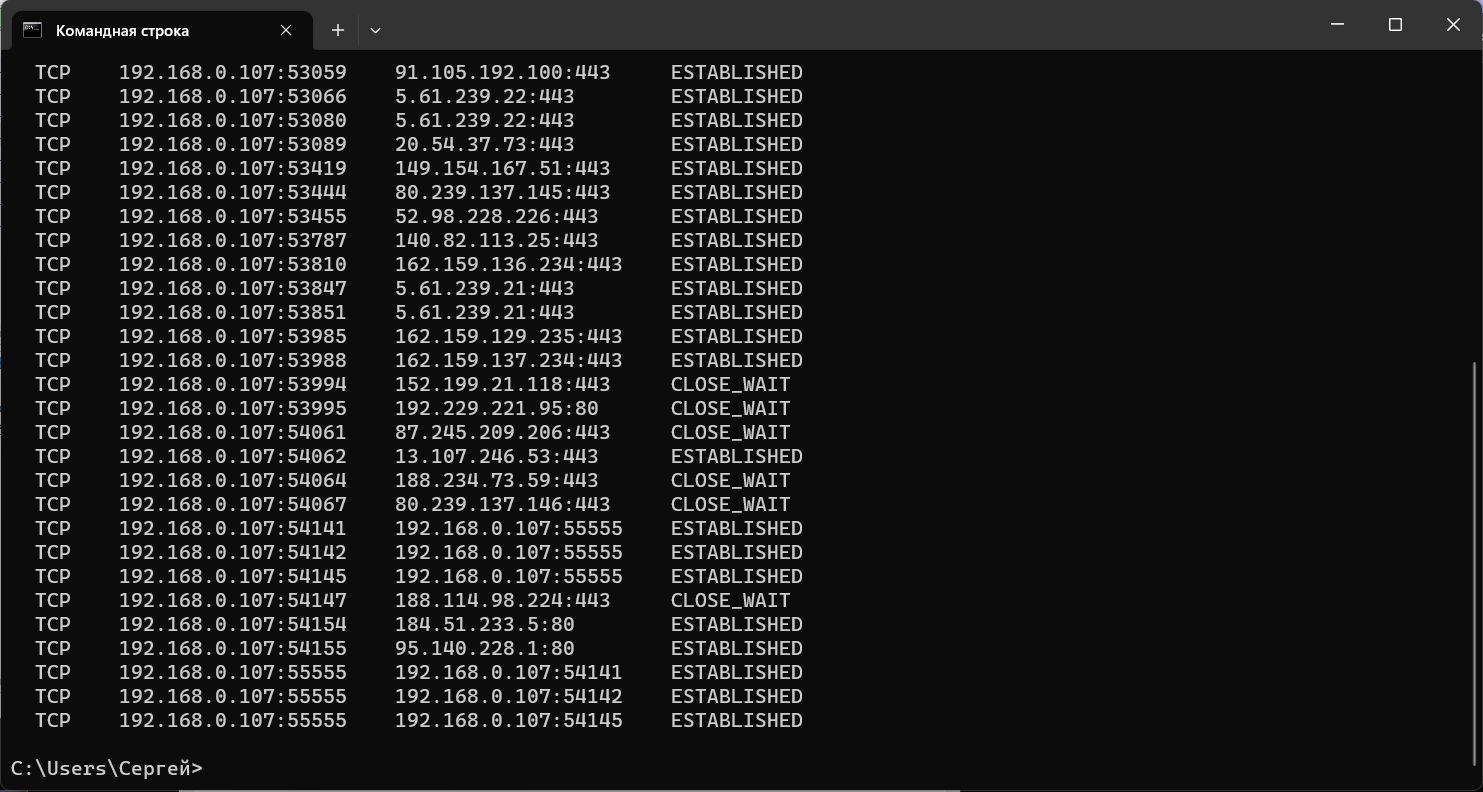 Командная строка
TCP 192.168.0.107:53059 91.105.192.100:443 ESTABLISHED
TCP 192.168.0.107:53066 5.61.239.22:443 ESTABLISHED
TCP 192.168.0.107:53080 5.61.239.22:443 ESTABLISHED
TCP 192.168.0.107:53089 20.54.37.73:443 ESTABLISHED
TCP 192.168.0.107:53419 149.154.167.51:443 ESTABLISHED
TCP 192.168.0.107:53444 80.239.137.145:443 ESTABLISHED
TCP 192.168.0.107:53455 52.98.228.226:443 ESTABLISHED
TCP 192.168.0.107:53787 140.82.113.25:443 ESTABLISHED
TCP 192.168.0.107:53810 162.159.136.234:443 ESTABLISHED
TCP 192.168.0.107:53847 5.61.239.21:443 ESTABLISHED
TCP 192.168.0.107:53851 5.61.239.21:443 ESTABLISHED
TCP 192.168.0.107:53985 162.159.129.235:443 ESTABLISHED
TCP 192.168.0.107:53988 162.159.137.234:443 ESTABLISHED
TCP 192.168.0.107:53994 152.199.21.118:443 CLOSE_WAIT
TCP 192.168.0.107:53995 192.229.221.95:80 CLOSE_WAIT
TCP 192.168.0.107:54061 87.245.209.206:443 CLOSE_WAIT
TCP 192.168.0.107:54062 13.107.246.53:443 ESTABLISHED
TCP 192.168.0.107:54064 188.234.73.59:443 CLOSE_WAIT
TCP 192.168.0.107:54067 80.239.137.146:443 CLOSE_WAIT
TCP 192.168.0.107:54141 192.168.0.107:55555 ESTABLISHED
TCP 192.168.0.107:54142 192.168.0.107:55555 ESTABLISHED
TCP 192.168.0.107:54145 192.168.0.107:55555 ESTABLISHED
TCP 192.168.0.107:54147 188.114.98.224:443 CLOSE_WAIT
TCP 192.168.0.107:54154 184.51.233.5:80 ESTABLISHED
TCP 192.168.0.107:54155 95.140.228.1:80 ESTABLISHED
TCP 192.168.0.107:55555 192.168.0.107:54141 ESTABLISHED
TCP 192.168.0.107:55555 192.168.0.107:54142 ESTABLISHED
TCP 192.168.0.107:55555 192.168.0.107:54145 ESTABLISHED
C:\Users\Сергей>